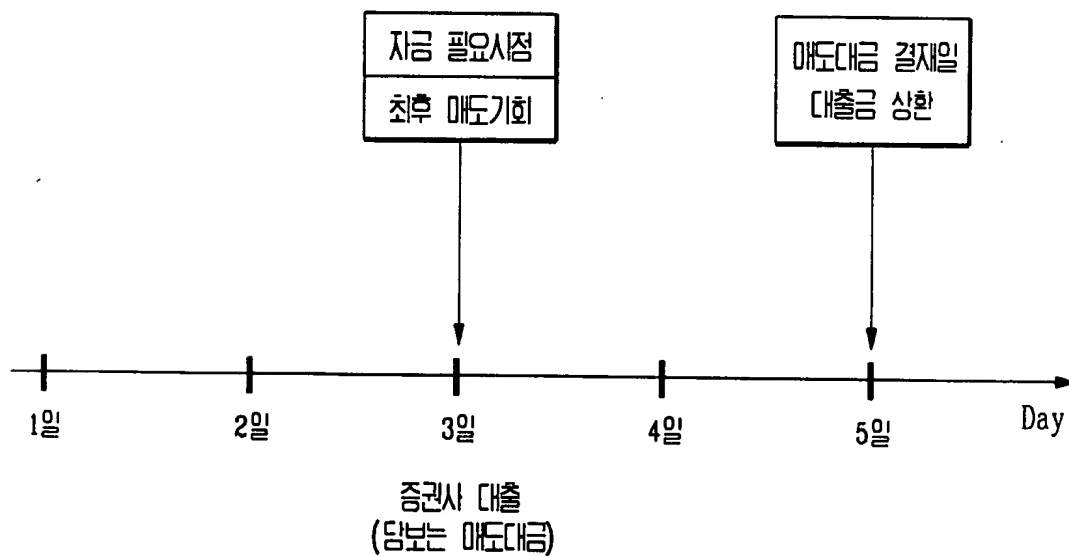 자금 필요시점
최후 매도기회
매도대금 결재일
대출금 상환
1일
2일
3일
4일
5일
Day
증권사 대출
(담보는 매도대금)